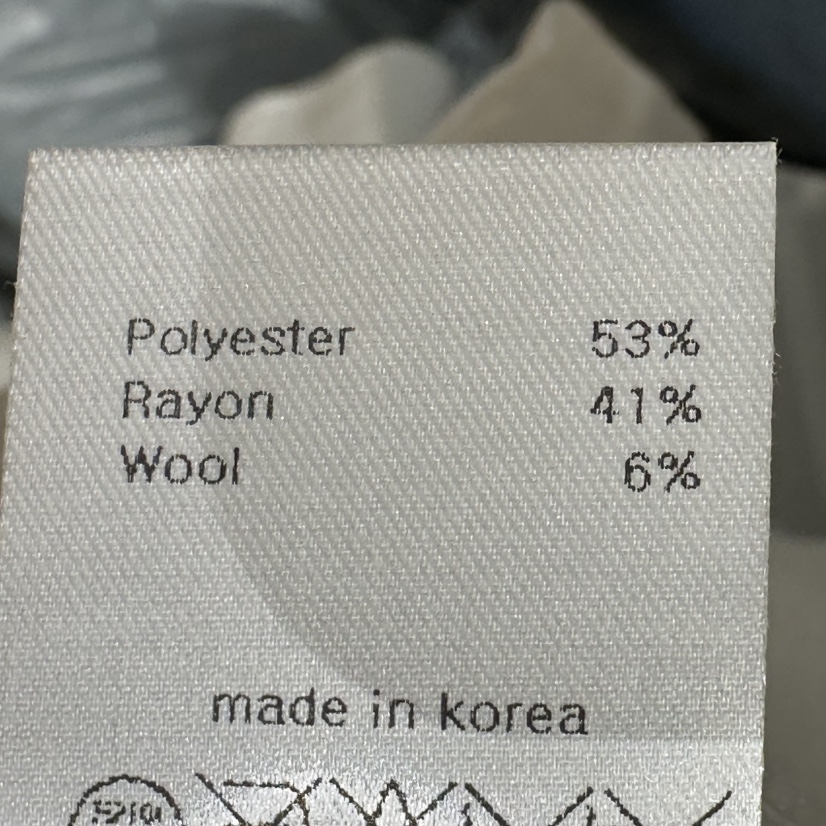 Polyester 53%
Rayon 41%
Wool 6%
made in korea